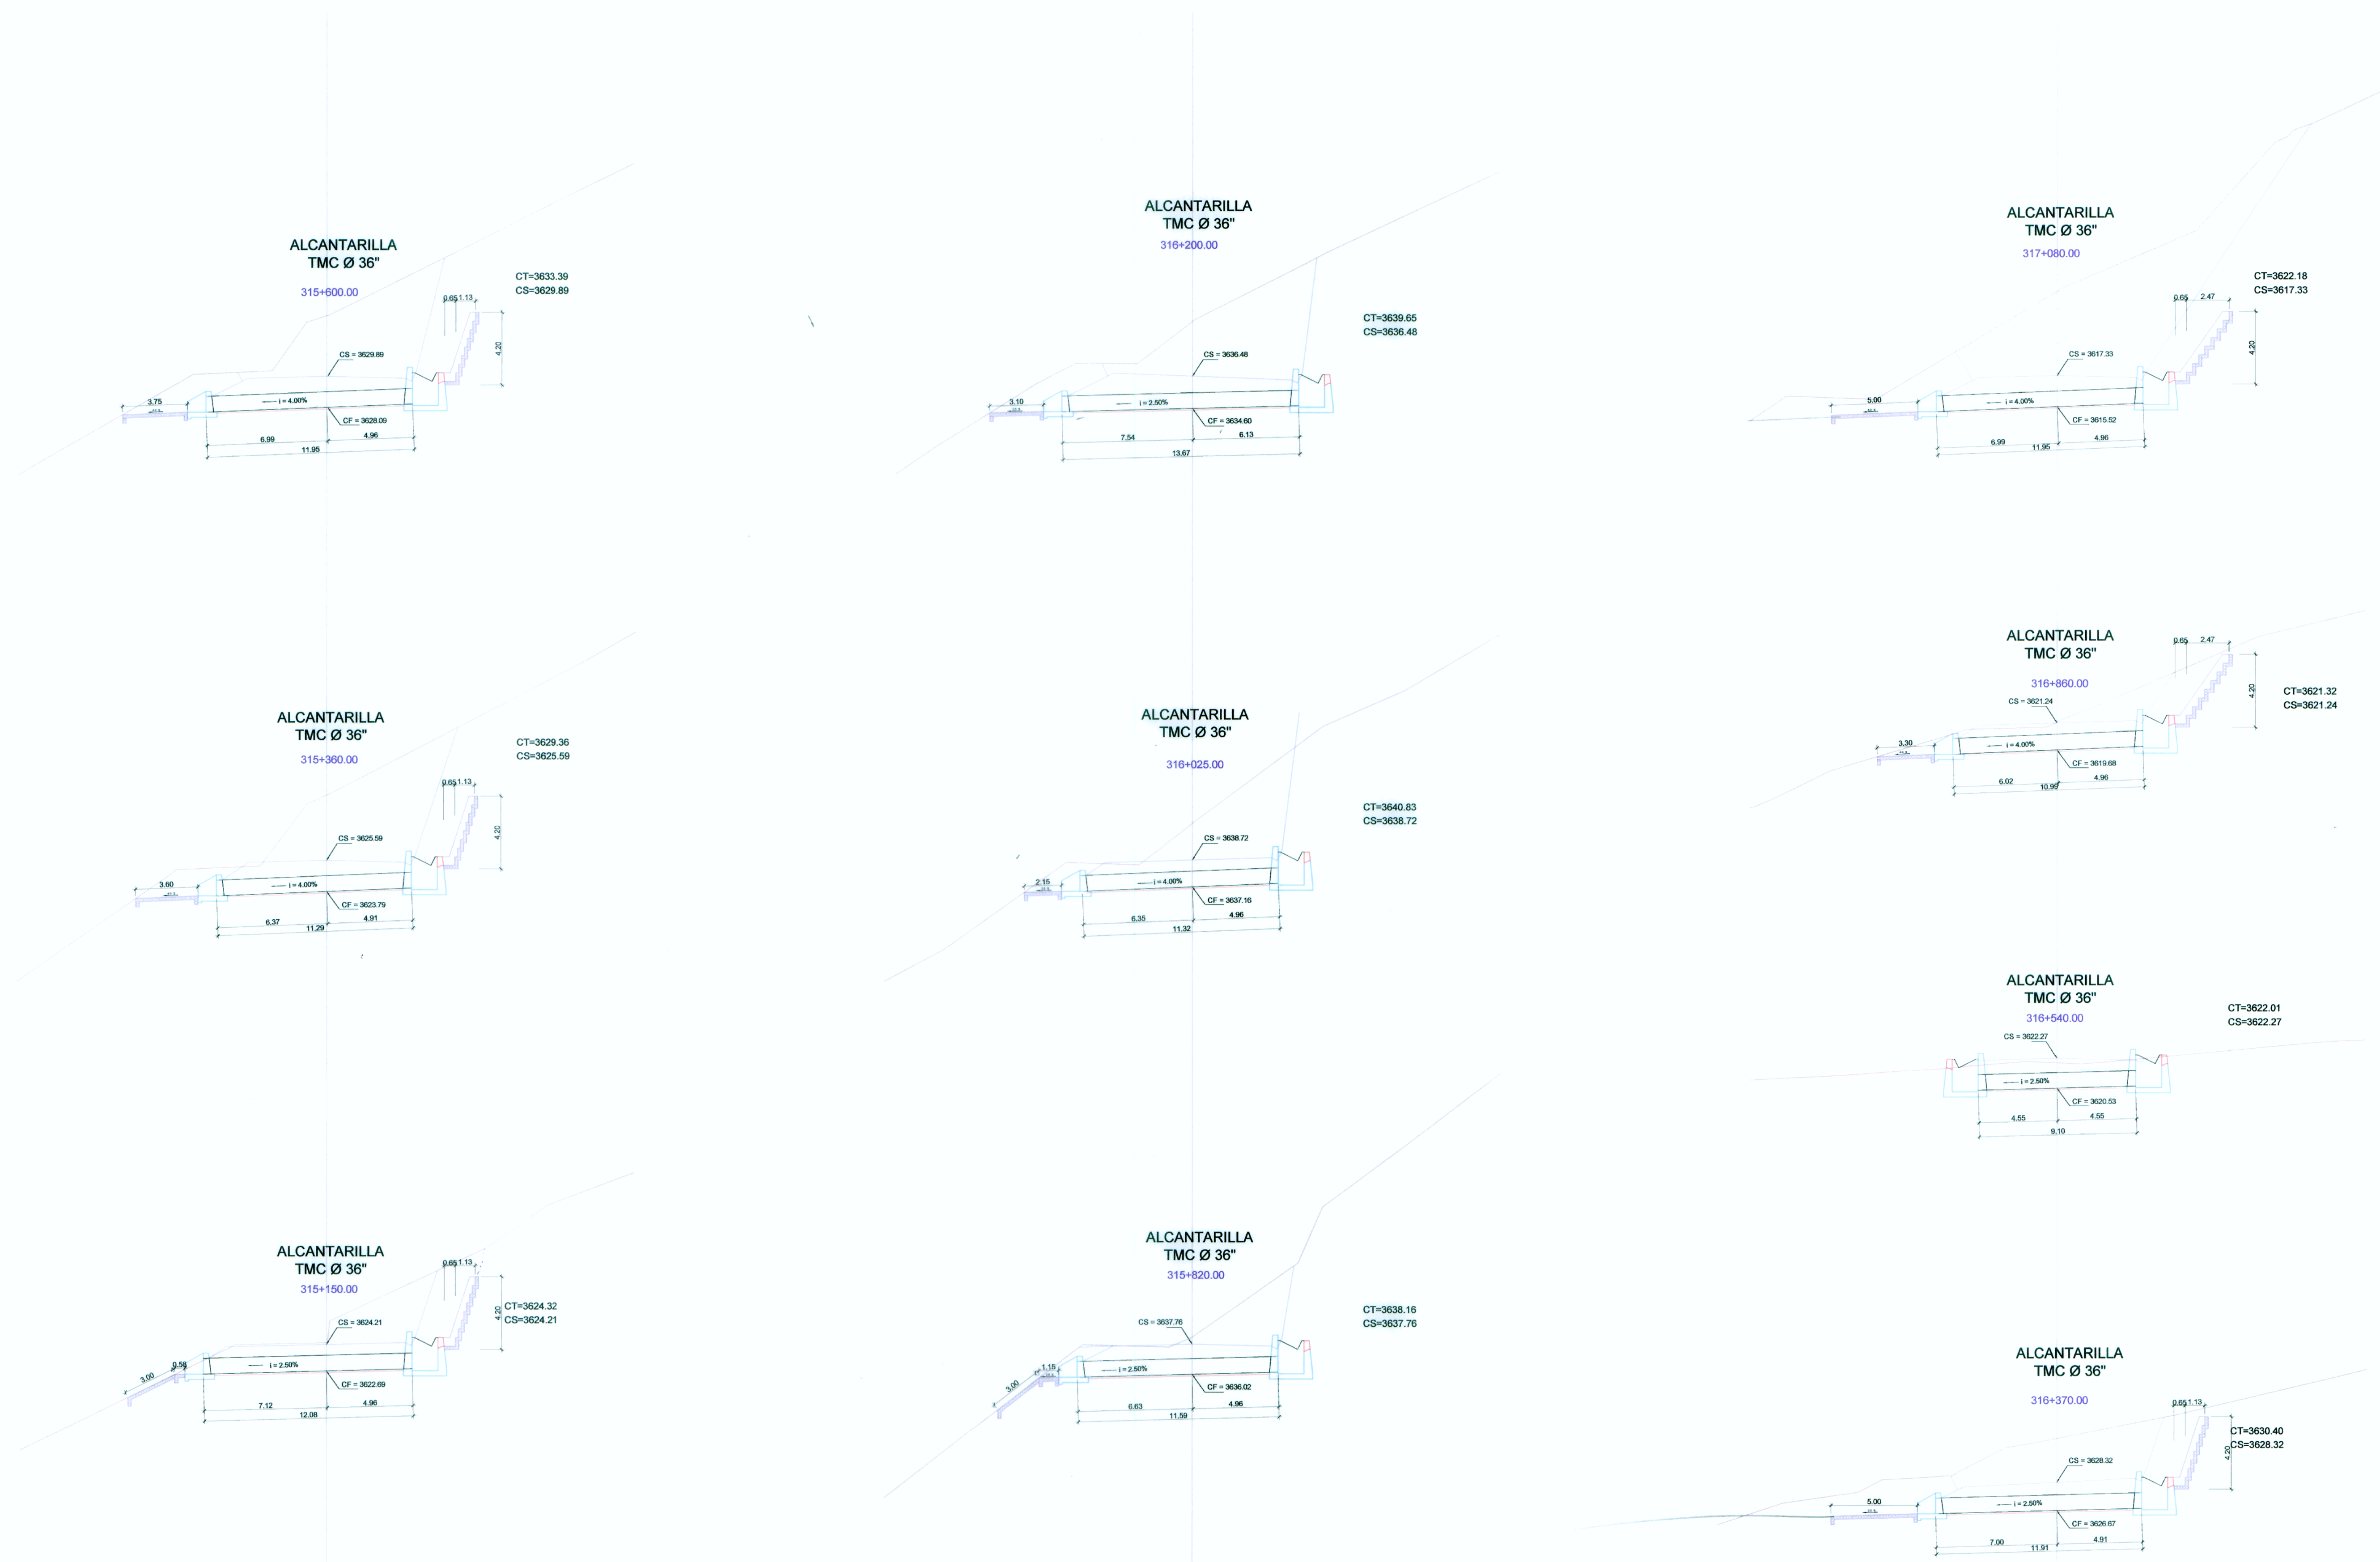 ALCANTARILLA
TMC Ø 36"
315+600.00
CT=3633.39
CS=3629.89
0.65 1.13
4.20
CS = 3629.89
3.75
i = 4.00%
CF = 3628.09
6.99
4.96
11.95
ALCANTARILLA
TMC Ø 36"
316+200.00
CT=3639.65
CS=3636.48
CS = 3636.48
3.10
i = 2.50%
CF = 3634.60
7.54
6.13
13.67
ALCANTARILLA
TMC Ø 36"
317+080.00
CT=3622.18
CS=3617.33
0.65 2.47
4.20
CS = 3617.33
5.00
i = 4.00%
CF = 3615.52
6.99
4.96
11.95
ALCANTARILLA
TMC Ø 36"
315+360.00
CT=3629.36
CS=3625.59
0.65 1.13
4.20
CS = 3625.59
3.60
i = 4.00%
CF = 3623.79
6.37
4.91
11.29
ALCANTARILLA
TMC Ø 36"
316+025.00
CT=3640.83
CS=3638.72
CS = 3638.72
2.15
i = 4.00%
CF = 3637.16
6.35
4.96
11.32
ALCANTARILLA
TMC Ø 36"
316+860.00
0.65 2.47
4.20
CT=3621.32
CS=3621.24
CS = 3621.24
3.30
i = 4.00%
CF = 3619.68
6.02
4.96
10.99
ALCANTARILLA
TMC Ø 36"
316+540.00
CT=3622.01
CS=3622.27
CS = 3622.27
i = 2.50%
CF = 3620.53
4.55
4.55
9.10
ALCANTARILLA
TMC Ø 36"
315+150.00
0.65 1.13
4.20
CT=3624.32
CS=3624.21
CS = 3624.21
0.58
3.00
i = 2.50%
CF = 3622.69
7.12
4.96
12.08
ALCANTARILLA
TMC Ø 36"
315+820.00
CT=3638.16
CS=3637.76
CS = 3637.76
1.15
3.00
i = 2.50%
CF = 3636.02
6.63
4.96
11.59
ALCANTARILLA
TMC Ø 36"
316+370.00
0.65 1.13
4.20
CT=3630.40
CS=3628.32
CS = 3628.32
5.00
i = 2.50%
CF = 3626.67
7.00
4.91
11.91